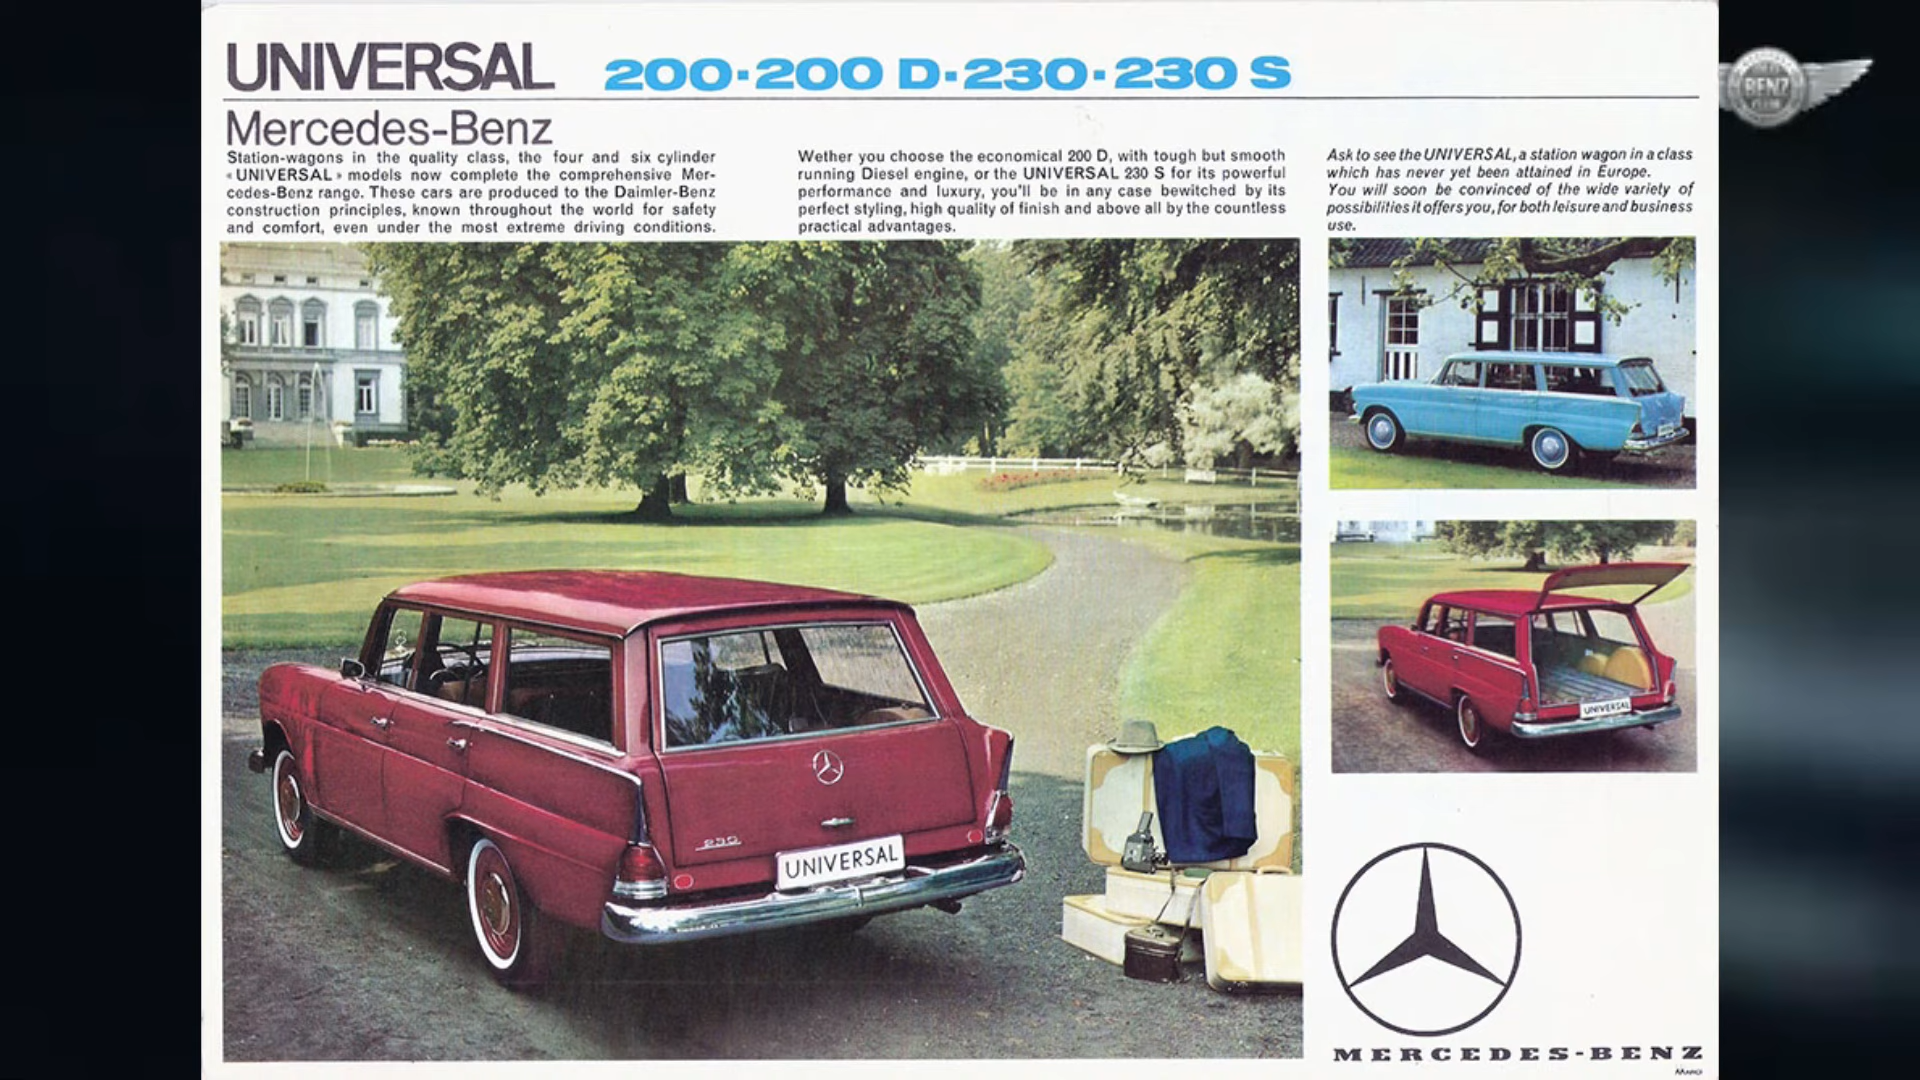 UNIVERSAL 200·200 D·230·230 S
Mercedes-Benz
Station-wagons in the quality class, the four and six cylinder
«UNIVERSAL» models now complete the comprehensive Mer-
cedes-Benz range. These cars are produced to the Daimler-Benz
construction principles, known throughout the world for safety
and comfort, even under the most extreme driving conditions.
Wether you choose the economical 200 D, with tough but smooth
running Diesel engine, or the UNIVERSAL 230 S for its powerful
performance and luxury, you'll be in any case bewitched by its
perfect styling, high quality of finish and above all by the countless
practical advantages.
Ask to see the UNIVERSAL, a station wagon in a class
which has never yet been attained in Europe.
You will soon be convinced of the wide variety of
possibilities it offers you, for both leisure and business
use.
BENZ
230
UNIVERSAL
UNIVERSAL
MERCEDES-BENZ